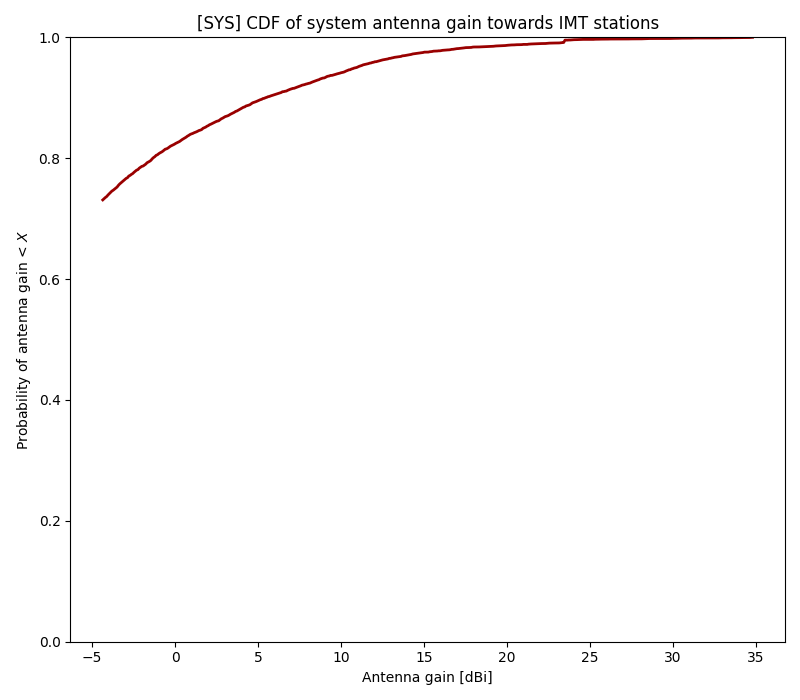 [SYS] CDF of system antenna gain towards IMT stations
1.0
0.8
0.6
0.4
0.2
0.0
Probability of antenna gain < X
−5 0 5 10 15 20 25 30 35
Antenna gain [dBi]